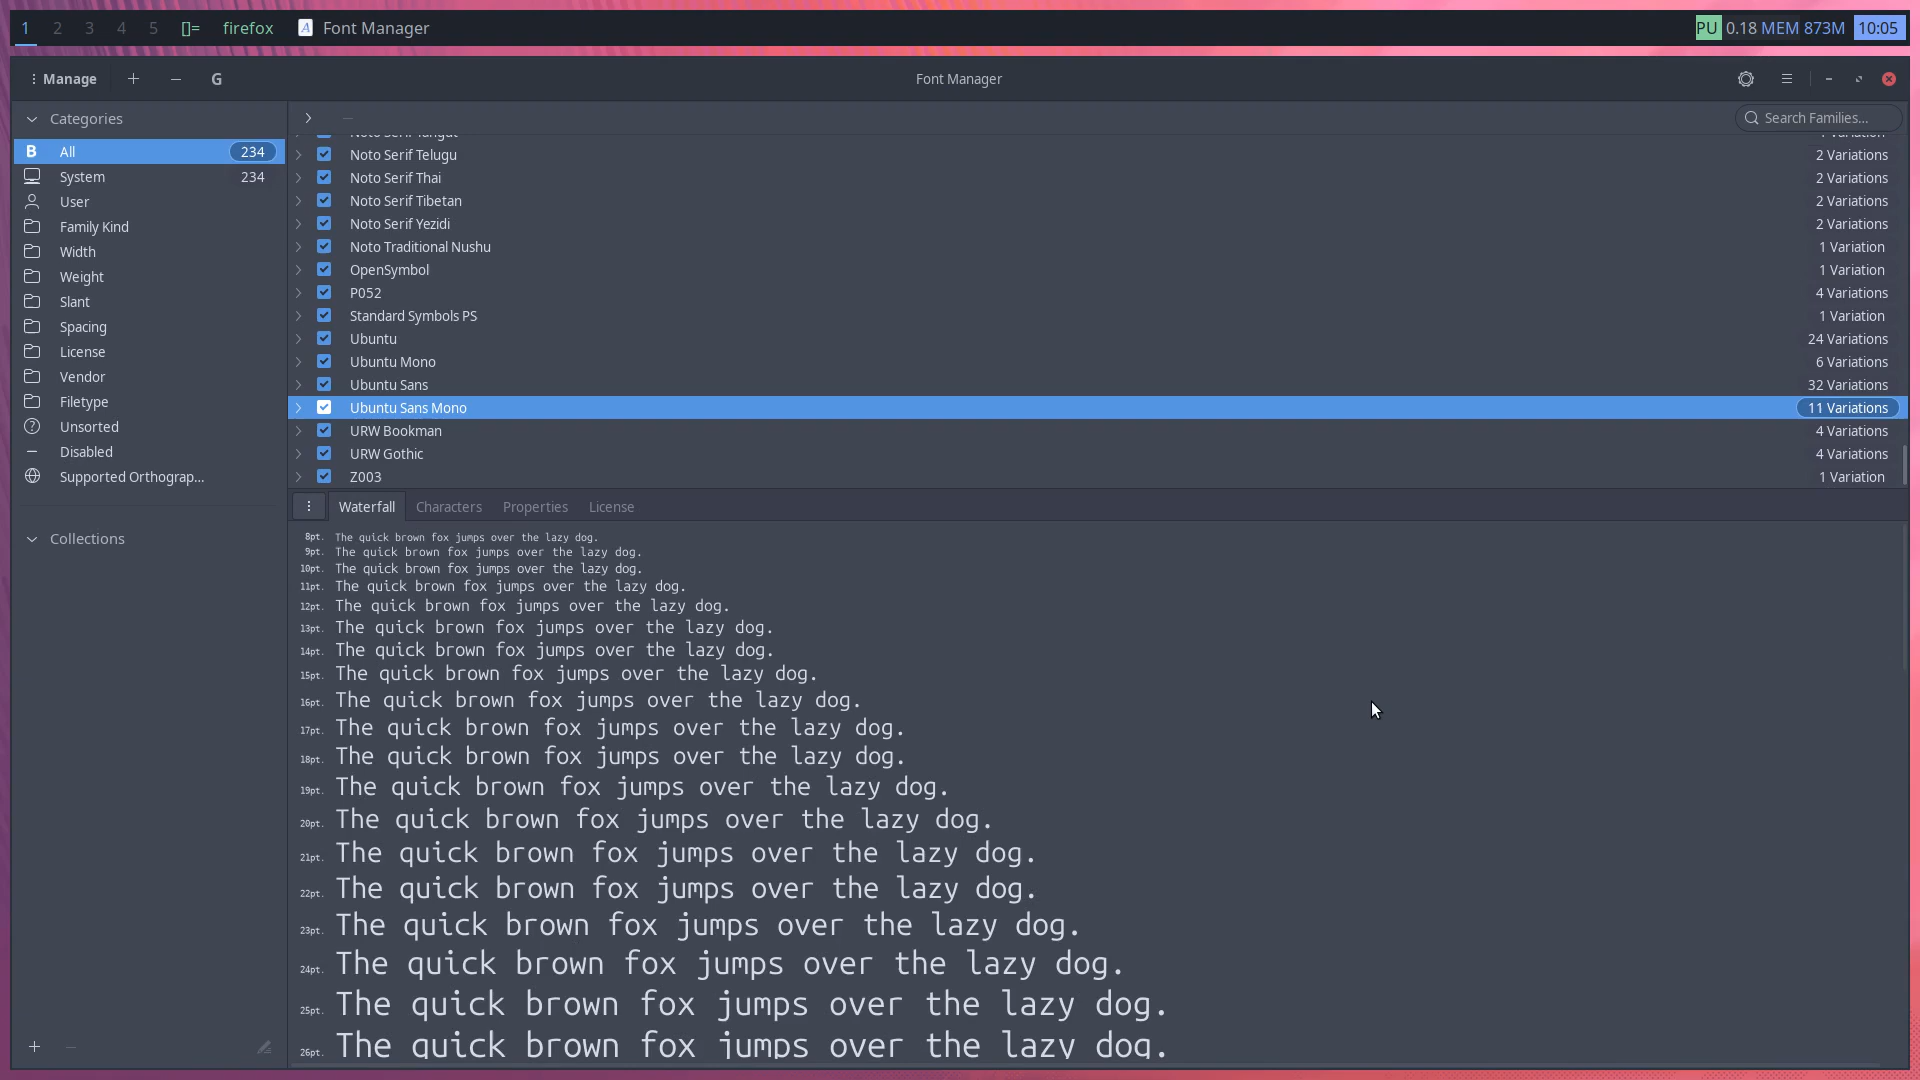 1 2 3 4 5 []= firefox Font Manager PU 0.18 MEM 873M 10:05
Manage + − G Font Manager
Categories
Search Families...
All 234
System 234
User
Family Kind
Width
Weight
Slant
Spacing
License
Vendor
Filetype
Unsorted
Disabled
Supported Orthograp...
Collections
Noto Serif Tangut 1 Variation
Noto Serif Telugu 2 Variations
Noto Serif Thai 2 Variations
Noto Serif Tibetan 2 Variations
Noto Serif Yezidi 2 Variations
Noto Traditional Nushu 1 Variation
OpenSymbol 1 Variation
P052 4 Variations
Standard Symbols PS 1 Variation
Ubuntu 24 Variations
Ubuntu Mono 6 Variations
Ubuntu Sans 32 Variations
Ubuntu Sans Mono 11 Variations
URW Bookman 4 Variations
URW Gothic 4 Variations
Z003 1 Variation
Waterfall Characters Properties License
8pt. The quick brown fox jumps over the lazy dog.
9pt. The quick brown fox jumps over the lazy dog.
10pt. The quick brown fox jumps over the lazy dog.
11pt. The quick brown fox jumps over the lazy dog.
12pt. The quick brown fox jumps over the lazy dog.
13pt. The quick brown fox jumps over the lazy dog.
14pt. The quick brown fox jumps over the lazy dog.
15pt. The quick brown fox jumps over the lazy dog.
16pt. The quick brown fox jumps over the lazy dog.
17pt. The quick brown fox jumps over the lazy dog.
18pt. The quick brown fox jumps over the lazy dog.
19pt. The quick brown fox jumps over the lazy dog.
20pt. The quick brown fox jumps over the lazy dog.
21pt. The quick brown fox jumps over the lazy dog.
22pt. The quick brown fox jumps over the lazy dog.
23pt. The quick brown fox jumps over the lazy dog.
24pt. The quick brown fox jumps over the lazy dog.
25pt. The quick brown fox jumps over the lazy dog.
26pt. The quick brown fox jumps over the lazy dog.